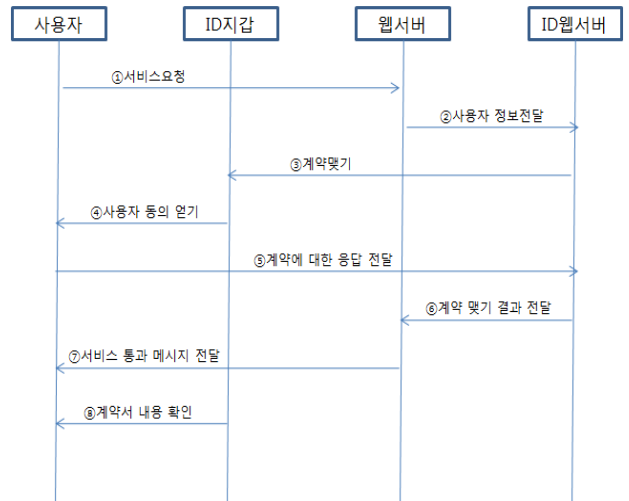 사용자
ID지갑
웹서버
ID웹서버
①서비스요청
②사용자 정보전달
③계약맺기
④사용자 동의 얻기
⑤계약에 대한 응답 전달
⑥계약 맺기 결과 전달
⑦서비스 통과 메시지 전달
⑧계약서 내용 확인